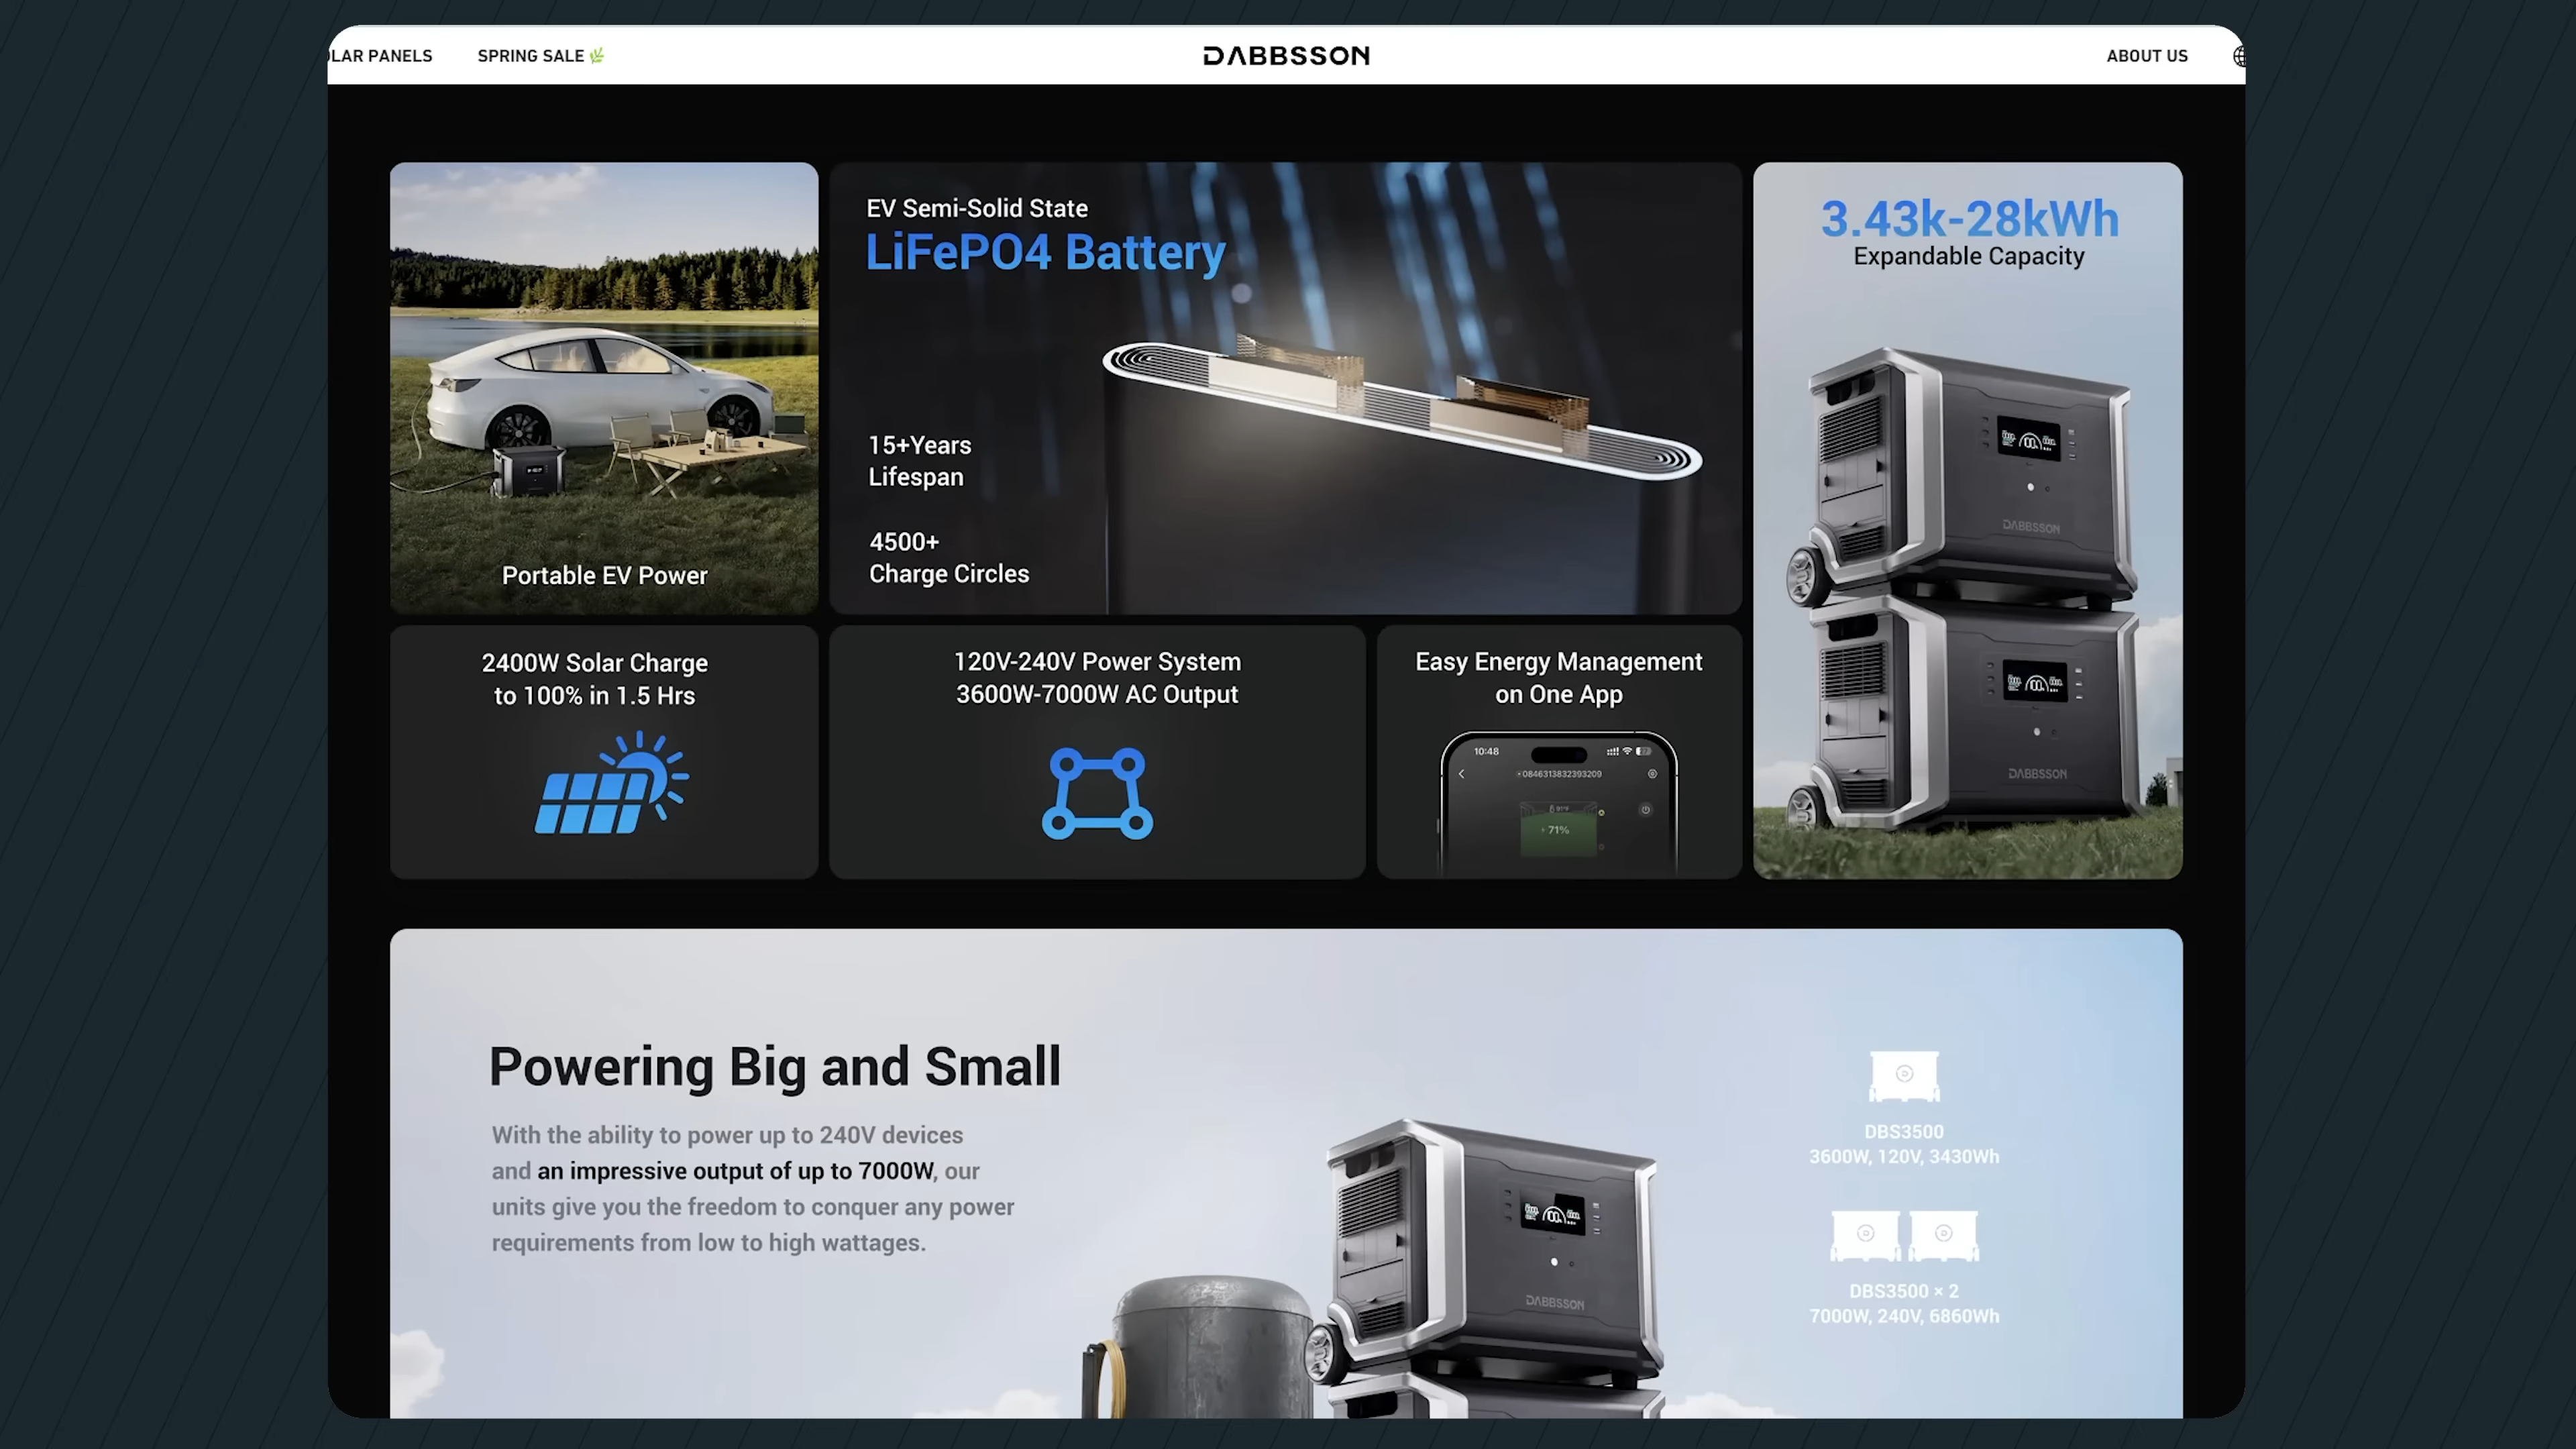 LAR PANELS
SPRING SALE
DABBSSON
ABOUT US
Portable EV Power
EV Semi-Solid State
LiFePO4 Battery
15+Years
Lifespan
4500+
Charge Circles
3.43k-28kWh
Expandable Capacity
DABBSSON
DABBSSON
2400W Solar Charge
to 100% in 1.5 Hrs
120V-240V Power System
3600W-7000W AC Output
Easy Energy Management
on One App
10:48
0846313832393209
71%
Powering Big and Small
With the ability to power up to 240V devices
and an impressive output of up to 7000W, our
units give you the freedom to conquer any power
requirements from low to high wattages.
DABBSSON
DBS3500
3600W, 120V, 3430Wh
DBS3500 × 2
7000W, 240V, 6860Wh